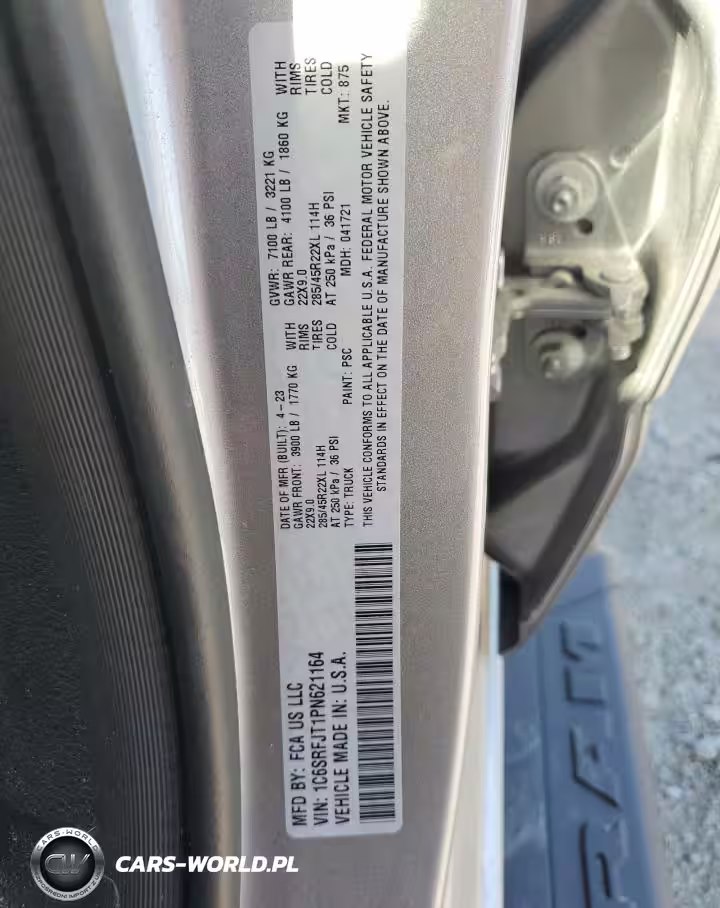 MFD BY: FCA US LLC
VIN: 1C6SRFJT1PN621164
VEHICLE MADE IN: U.S.A.
DATE OF MFR (BUILT): 4-23
GAWR FRONT: 3900 LB / 1770 KG WITH
22X9.0 RIMS
285/45R22XL 114H TIRES
AT 250 kPa / 36 PSI COLD
TYPE: TRUCK PAINT: PSC
GVWR: 7100 LB / 3221 KG
GAWR REAR: 4100 LB / 1860 KG WITH
22X9.0 RIMS
285/45R22XL 114H TIRES
AT 250 kPa / 36 PSI COLD
MDH: 041721 MKT: 875
THIS VEHICLE CONFORMS TO ALL APPLICABLE U.S.A. FEDERAL MOTOR VEHICLE SAFETY
STANDARDS IN EFFECT ON THE DATE OF MANUFACTURE SHOWN ABOVE.
RAM
CARS-WORLD
CW
CARS-WORLD.PL